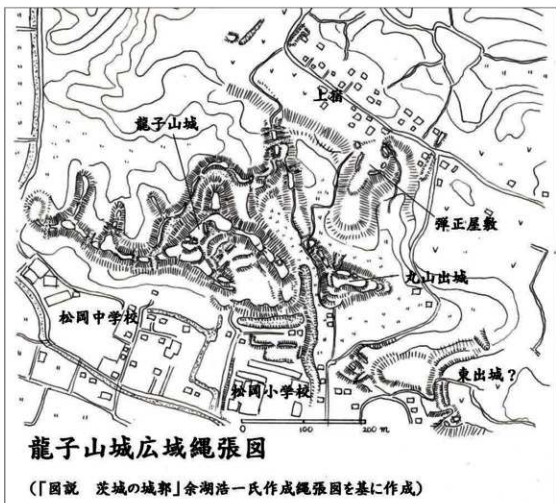 上宿
龍子山城
弾正屋敷
丸山出城
松岡中学校
松岡小学校
東出城?
0 100 200 m
龍子山城広域縄張図
(「図説 茨城の城郭」余湖浩一氏作成縄張図を基に作成)